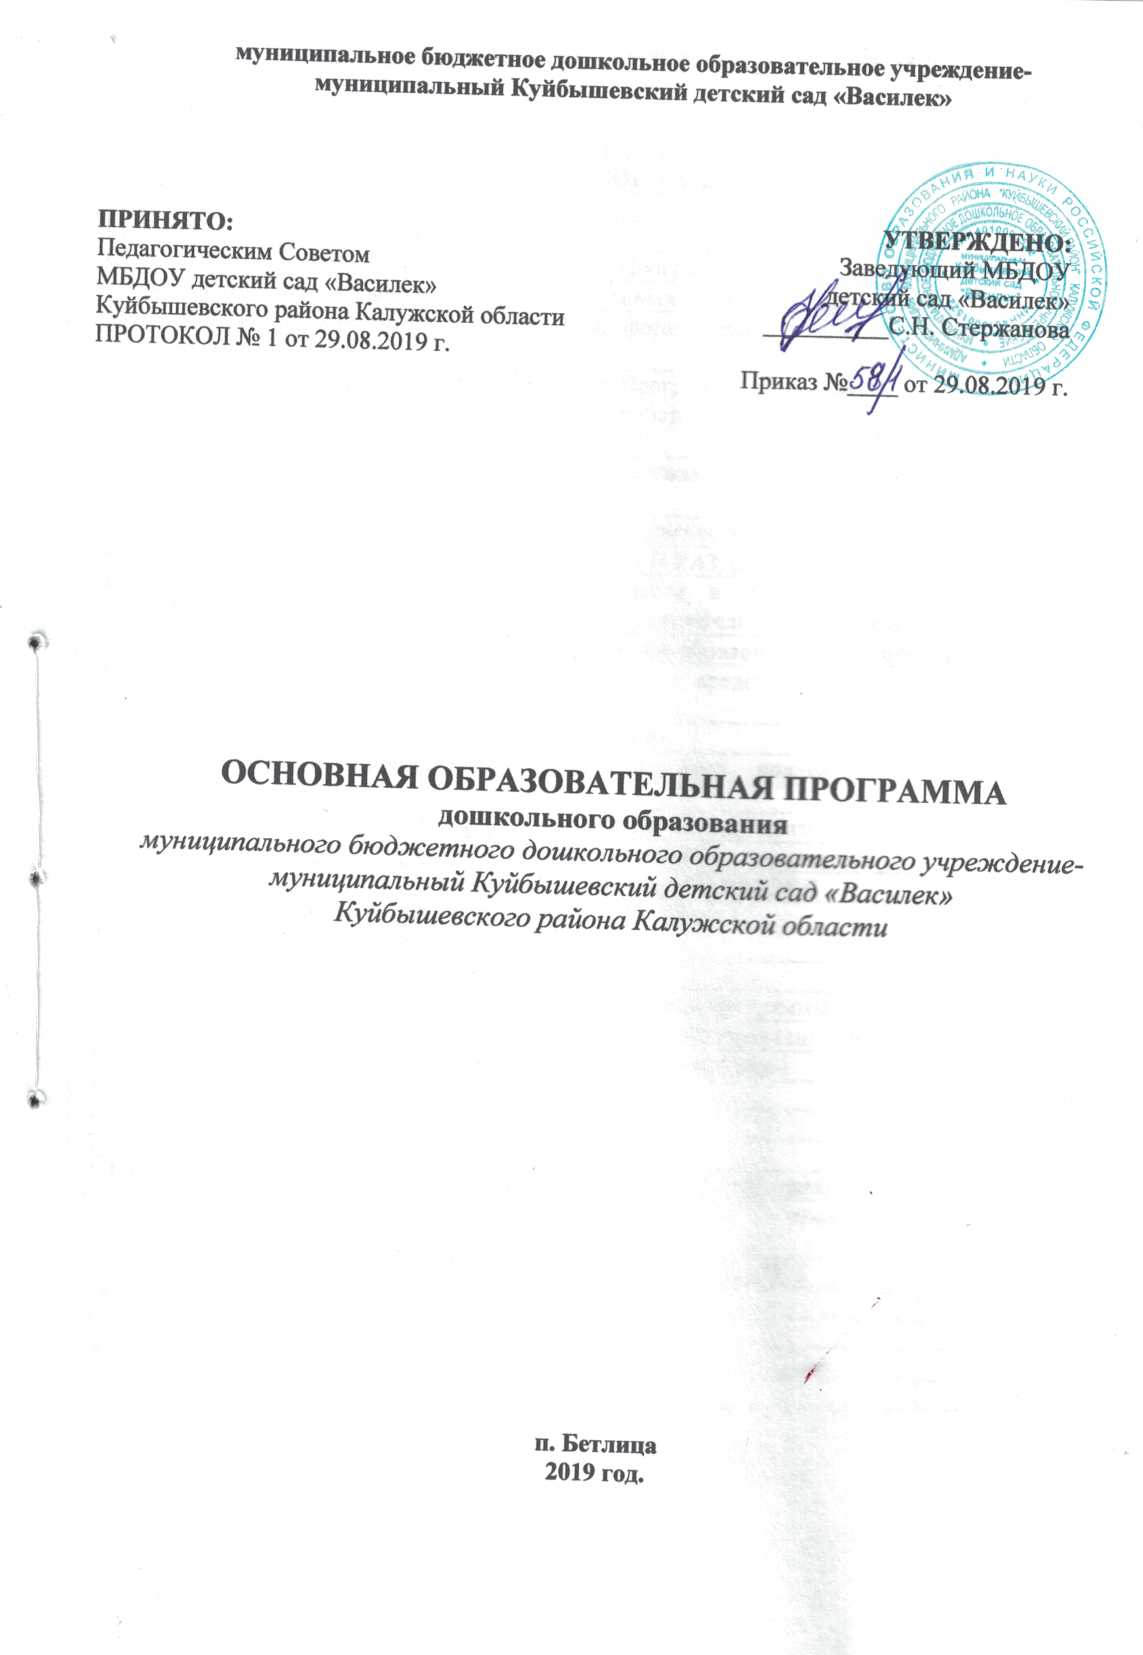 муниципальное бюджетное дошкольное образовательное учреждение-
муниципальный Куйбышевский детский сад «Василек»
ПРИНЯТО:
Педагогическим Советом
МБДОУ детский сад «Василек»
Куйбышевского района Калужской области
ПРОТОКОЛ № 1 от 29.08.2019 г.
УТВЕРЖДЕНО:
Заведующий МБДОУ
детский сад «Василек»
С.Н. Стержанова
Приказ № 58/1 от 29.08.2019 г.
ОСНОВНАЯ ОБРАЗОВАТЕЛЬНАЯ ПРОГРАММА
дошкольного образования
муниципального бюджетного дошкольного образовательного учреждение-
муниципальный Куйбышевский детский сад «Василек»
Куйбышевского района Калужской области
п. Бетлица
2019 год.